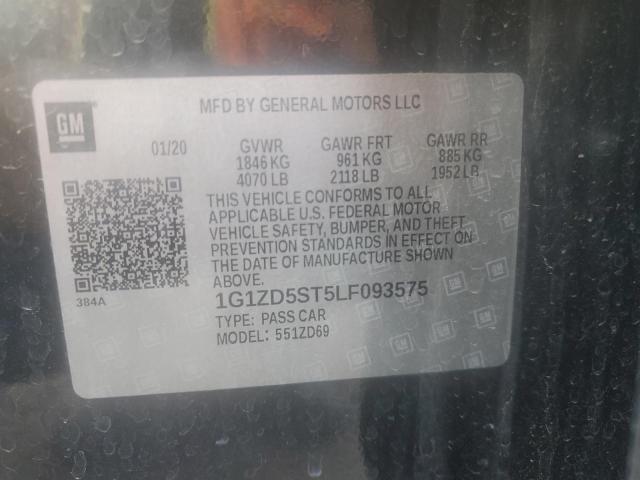 MFD BY GENERAL MOTORS LLC
GM
01/20 GVWR GAWR FRT GAWR RR
1846 KG 961 KG 885 KG
4070 LB 2118 LB 1952 LB
THIS VEHICLE CONFORMS TO ALL
APPLICABLE U.S. FEDERAL MOTOR
VEHICLE SAFETY, BUMPER, AND THEFT
PREVENTION STANDARDS IN EFFECT ON
THE DATE OF MANUFACTURE SHOWN
ABOVE.
384A
1G1ZD5ST5LF093575
TYPE: PASS CAR
MODEL: 551ZD69